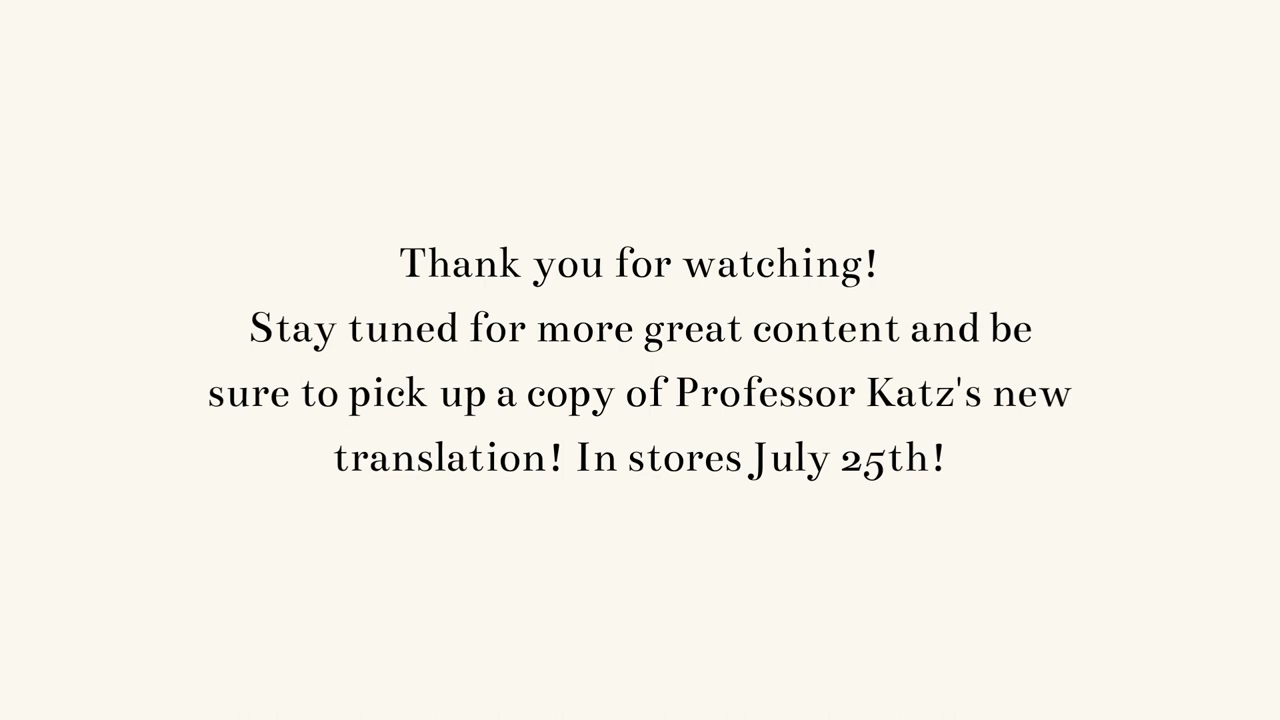 Thank you for watching!
Stay tuned for more great content and be
sure to pick up a copy of Professor Katz's new
translation! In stores July 25th!